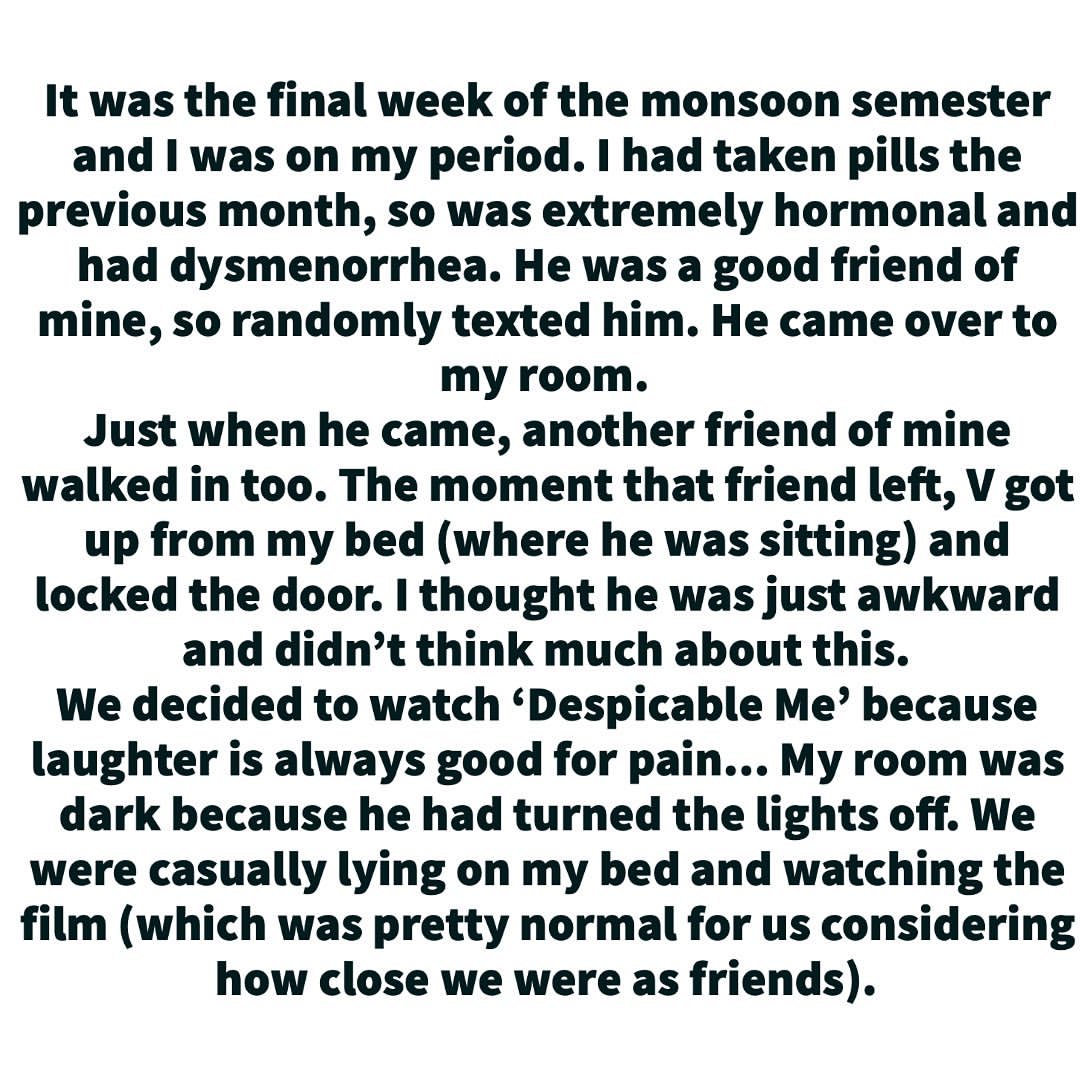 It was the final week of the monsoon semester
and I was on my period. I had taken pills the
previous month, so was extremely hormonal and
had dysmenorrhea. He was a good friend of
mine, so randomly texted him. He came over to
my room.
Just when he came, another friend of mine
walked in too. The moment that friend left, V got
up from my bed (where he was sitting) and
locked the door. I thought he was just awkward
and didn’t think much about this.
We decided to watch ‘Despicable Me’ because
laughter is always good for pain... My room was
dark because he had turned the lights off. We
were casually lying on my bed and watching the
film (which was pretty normal for us considering
how close we were as friends).